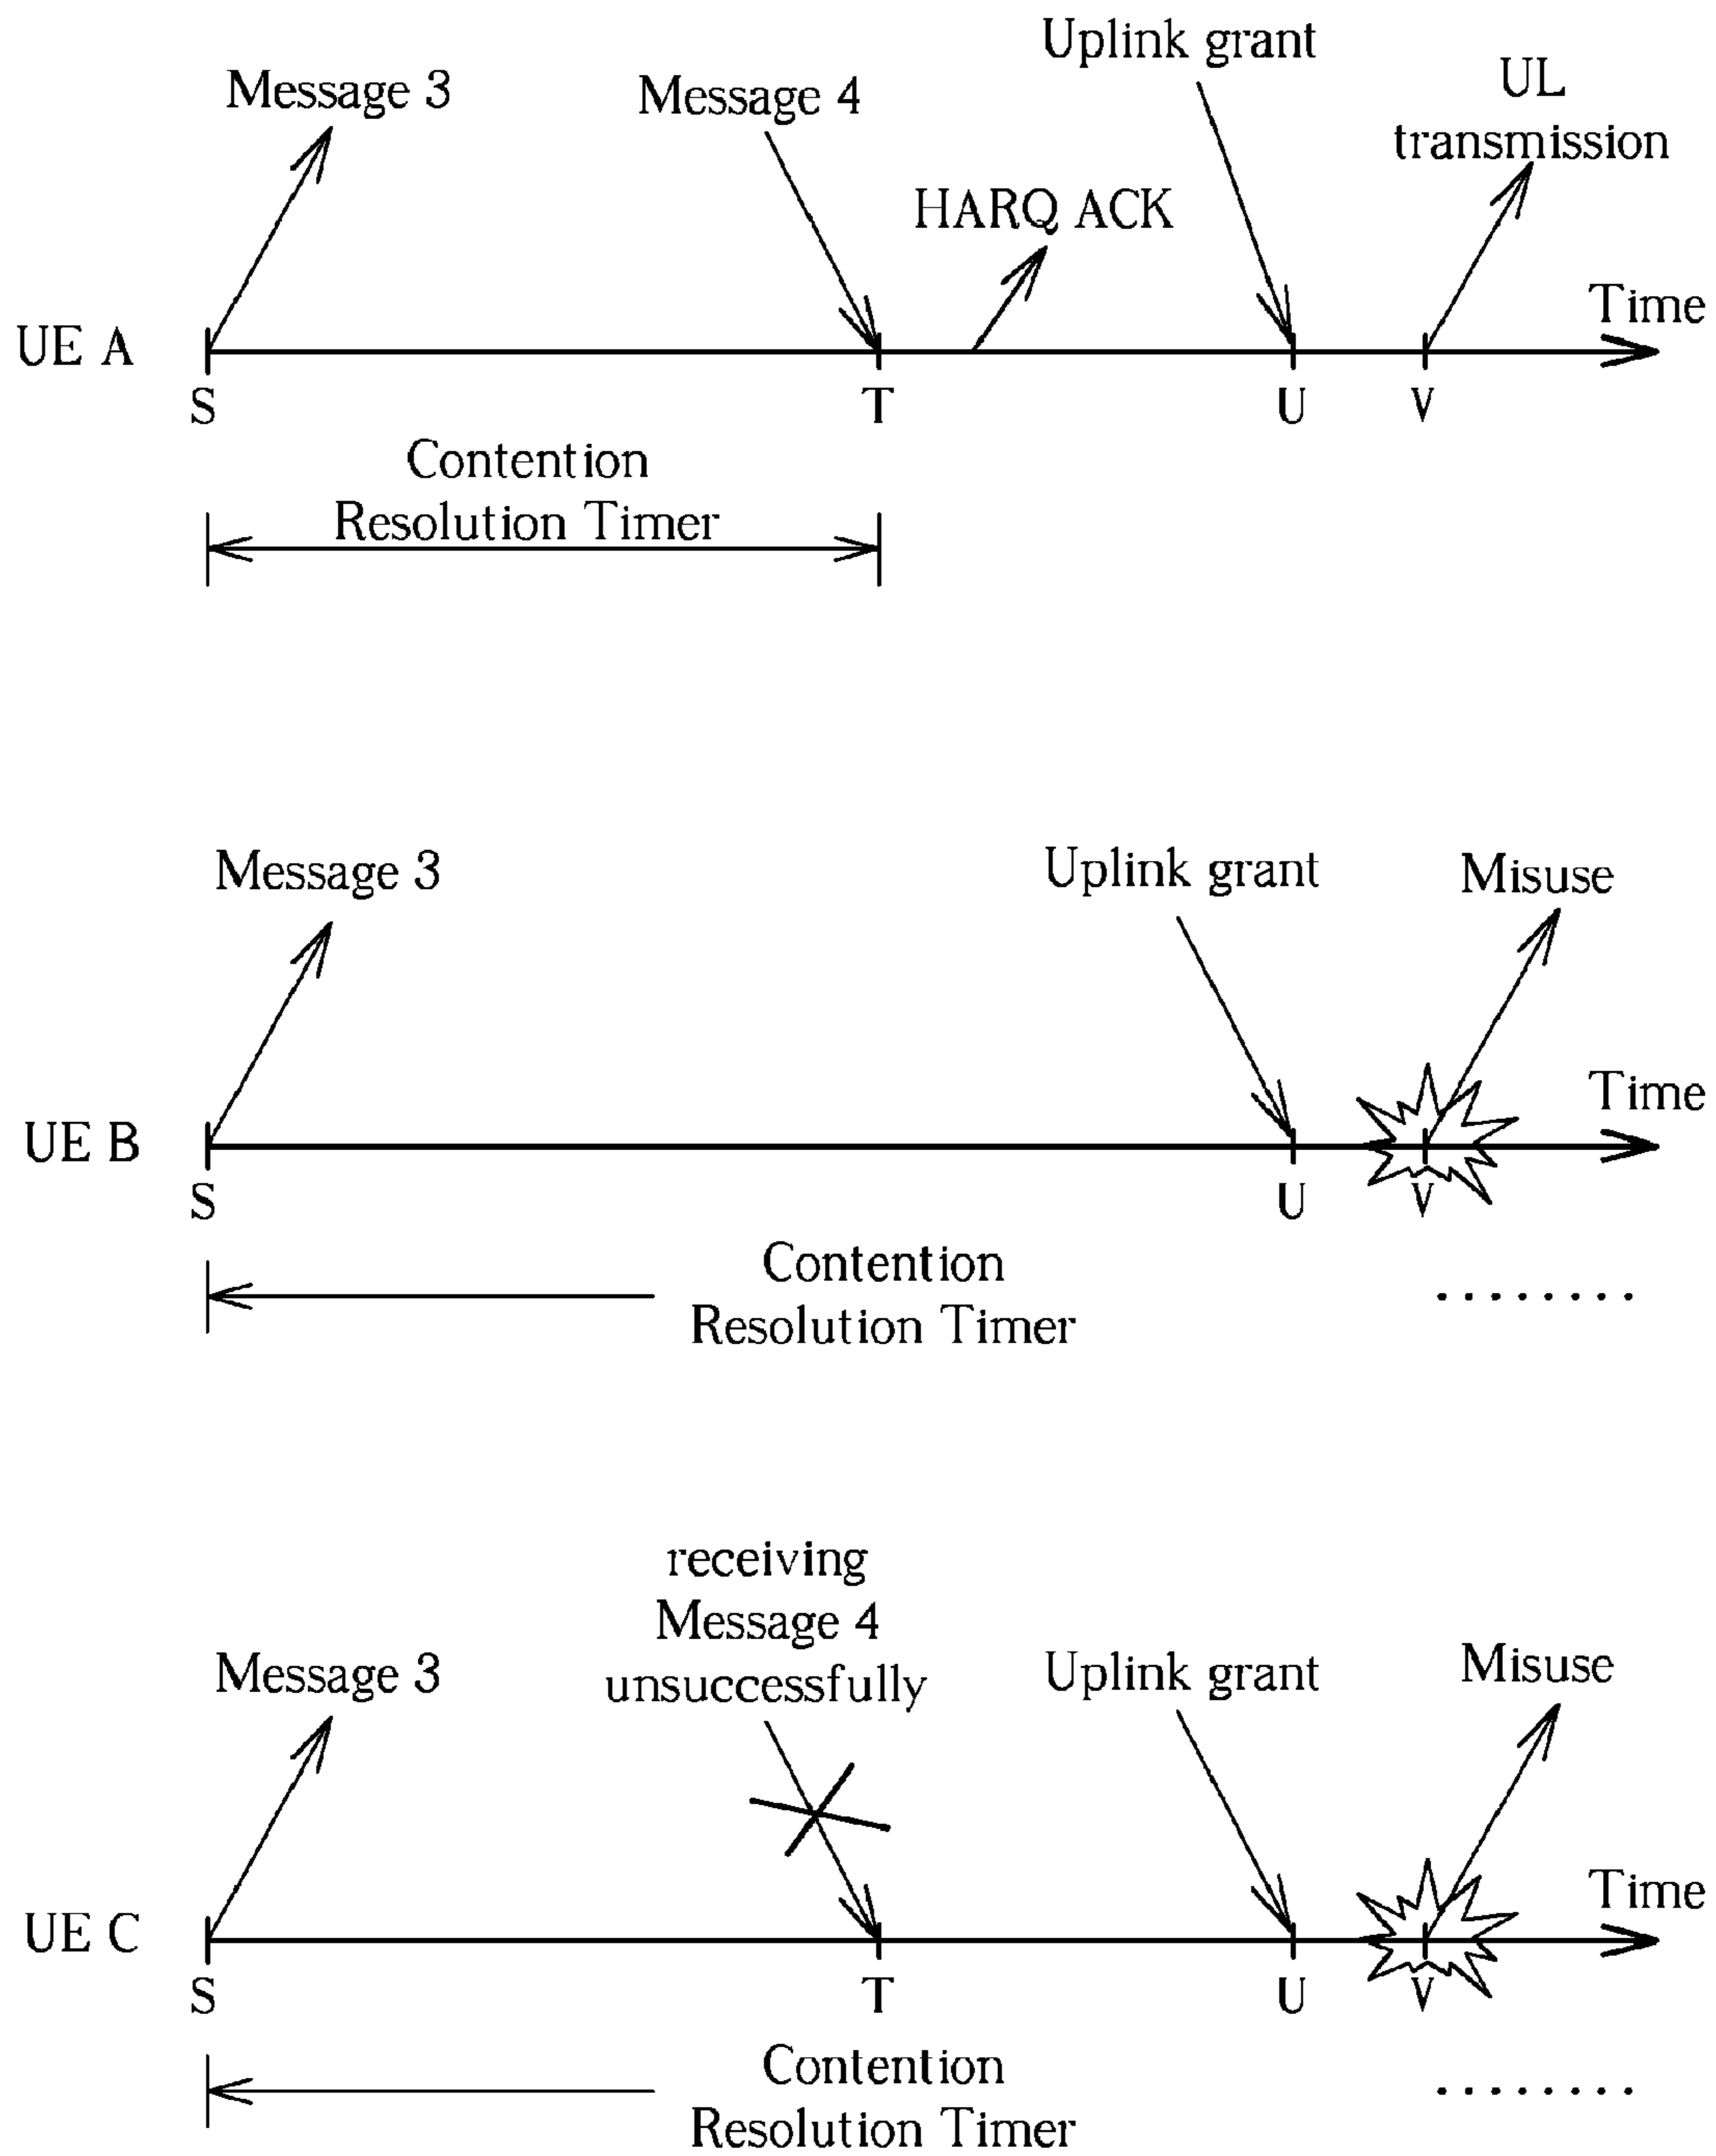 Uplink grant
Message 3
Message 4
UL
transmission
HARQ ACK
Time
UE A
S
T
U
V
Contention
Resolution Timer
Message 3
Uplink grant
Misuse
Time
UE B
S
U
V
Contention
Resolution Timer
receiving
Message 4
unsuccessfully
Message 3
Uplink grant
Misuse
Time
UE C
S
T
U
V
Contention
Resolution Timer